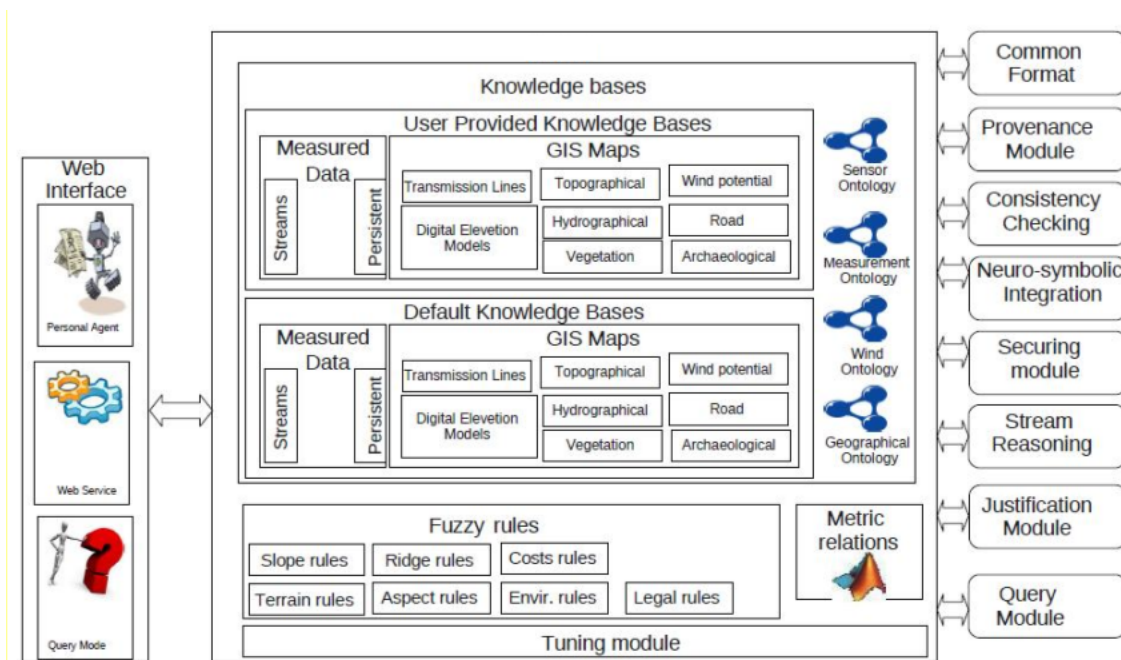 Web
Interface
Personal Agent
Web Service
Query Mode
Knowledge bases
User Provided Knowledge Bases
Measured
Data
Streams
Persistent
GIS Maps
Transmission Lines
Topographical
Wind potential
Digital Elevetion
Models
Hydrographical
Road
Vegetation
Archaeological
Default Knowledge Bases
Measured
Data
Streams
Persistent
GIS Maps
Transmission Lines
Topographical
Wind potential
Digital Elevetion
Models
Hydrographical
Road
Vegetation
Archaeological
Sensor
Ontology
Measurement
Ontology
Wind
Ontology
Geographical
Ontology
Fuzzy rules
Slope rules
Ridge rules
Costs rules
Terrain rules
Aspect rules
Envir. rules
Legal rules
Metric
relations
Tuning module
Common
Format
Provenance
Module
Consistency
Checking
Neuro-symbolic
Integration
Securing
module
Stream
Reasoning
Justification
Module
Query
Module